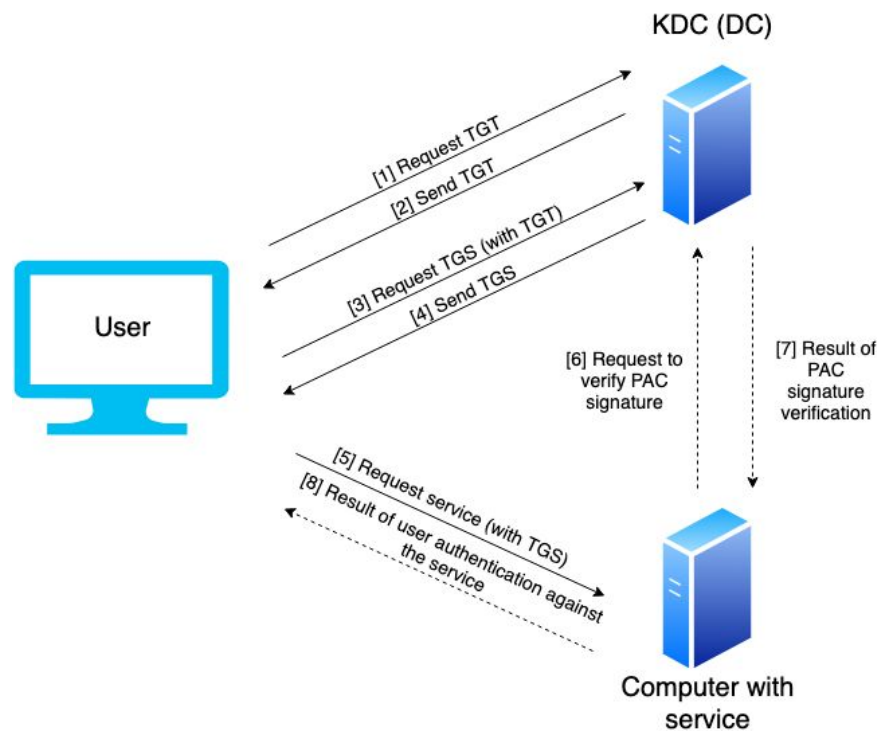 KDC (DC)
[1] Request TGT
[2] Send TGT
[3] Request TGS (with TGT)
[4] Send TGS
User
[6] Request to
verify PAC
signature
[7] Result of
PAC
signature
verification
[5] Request service (with TGS)
[8] Result of user authentication against
the service
Computer with
service